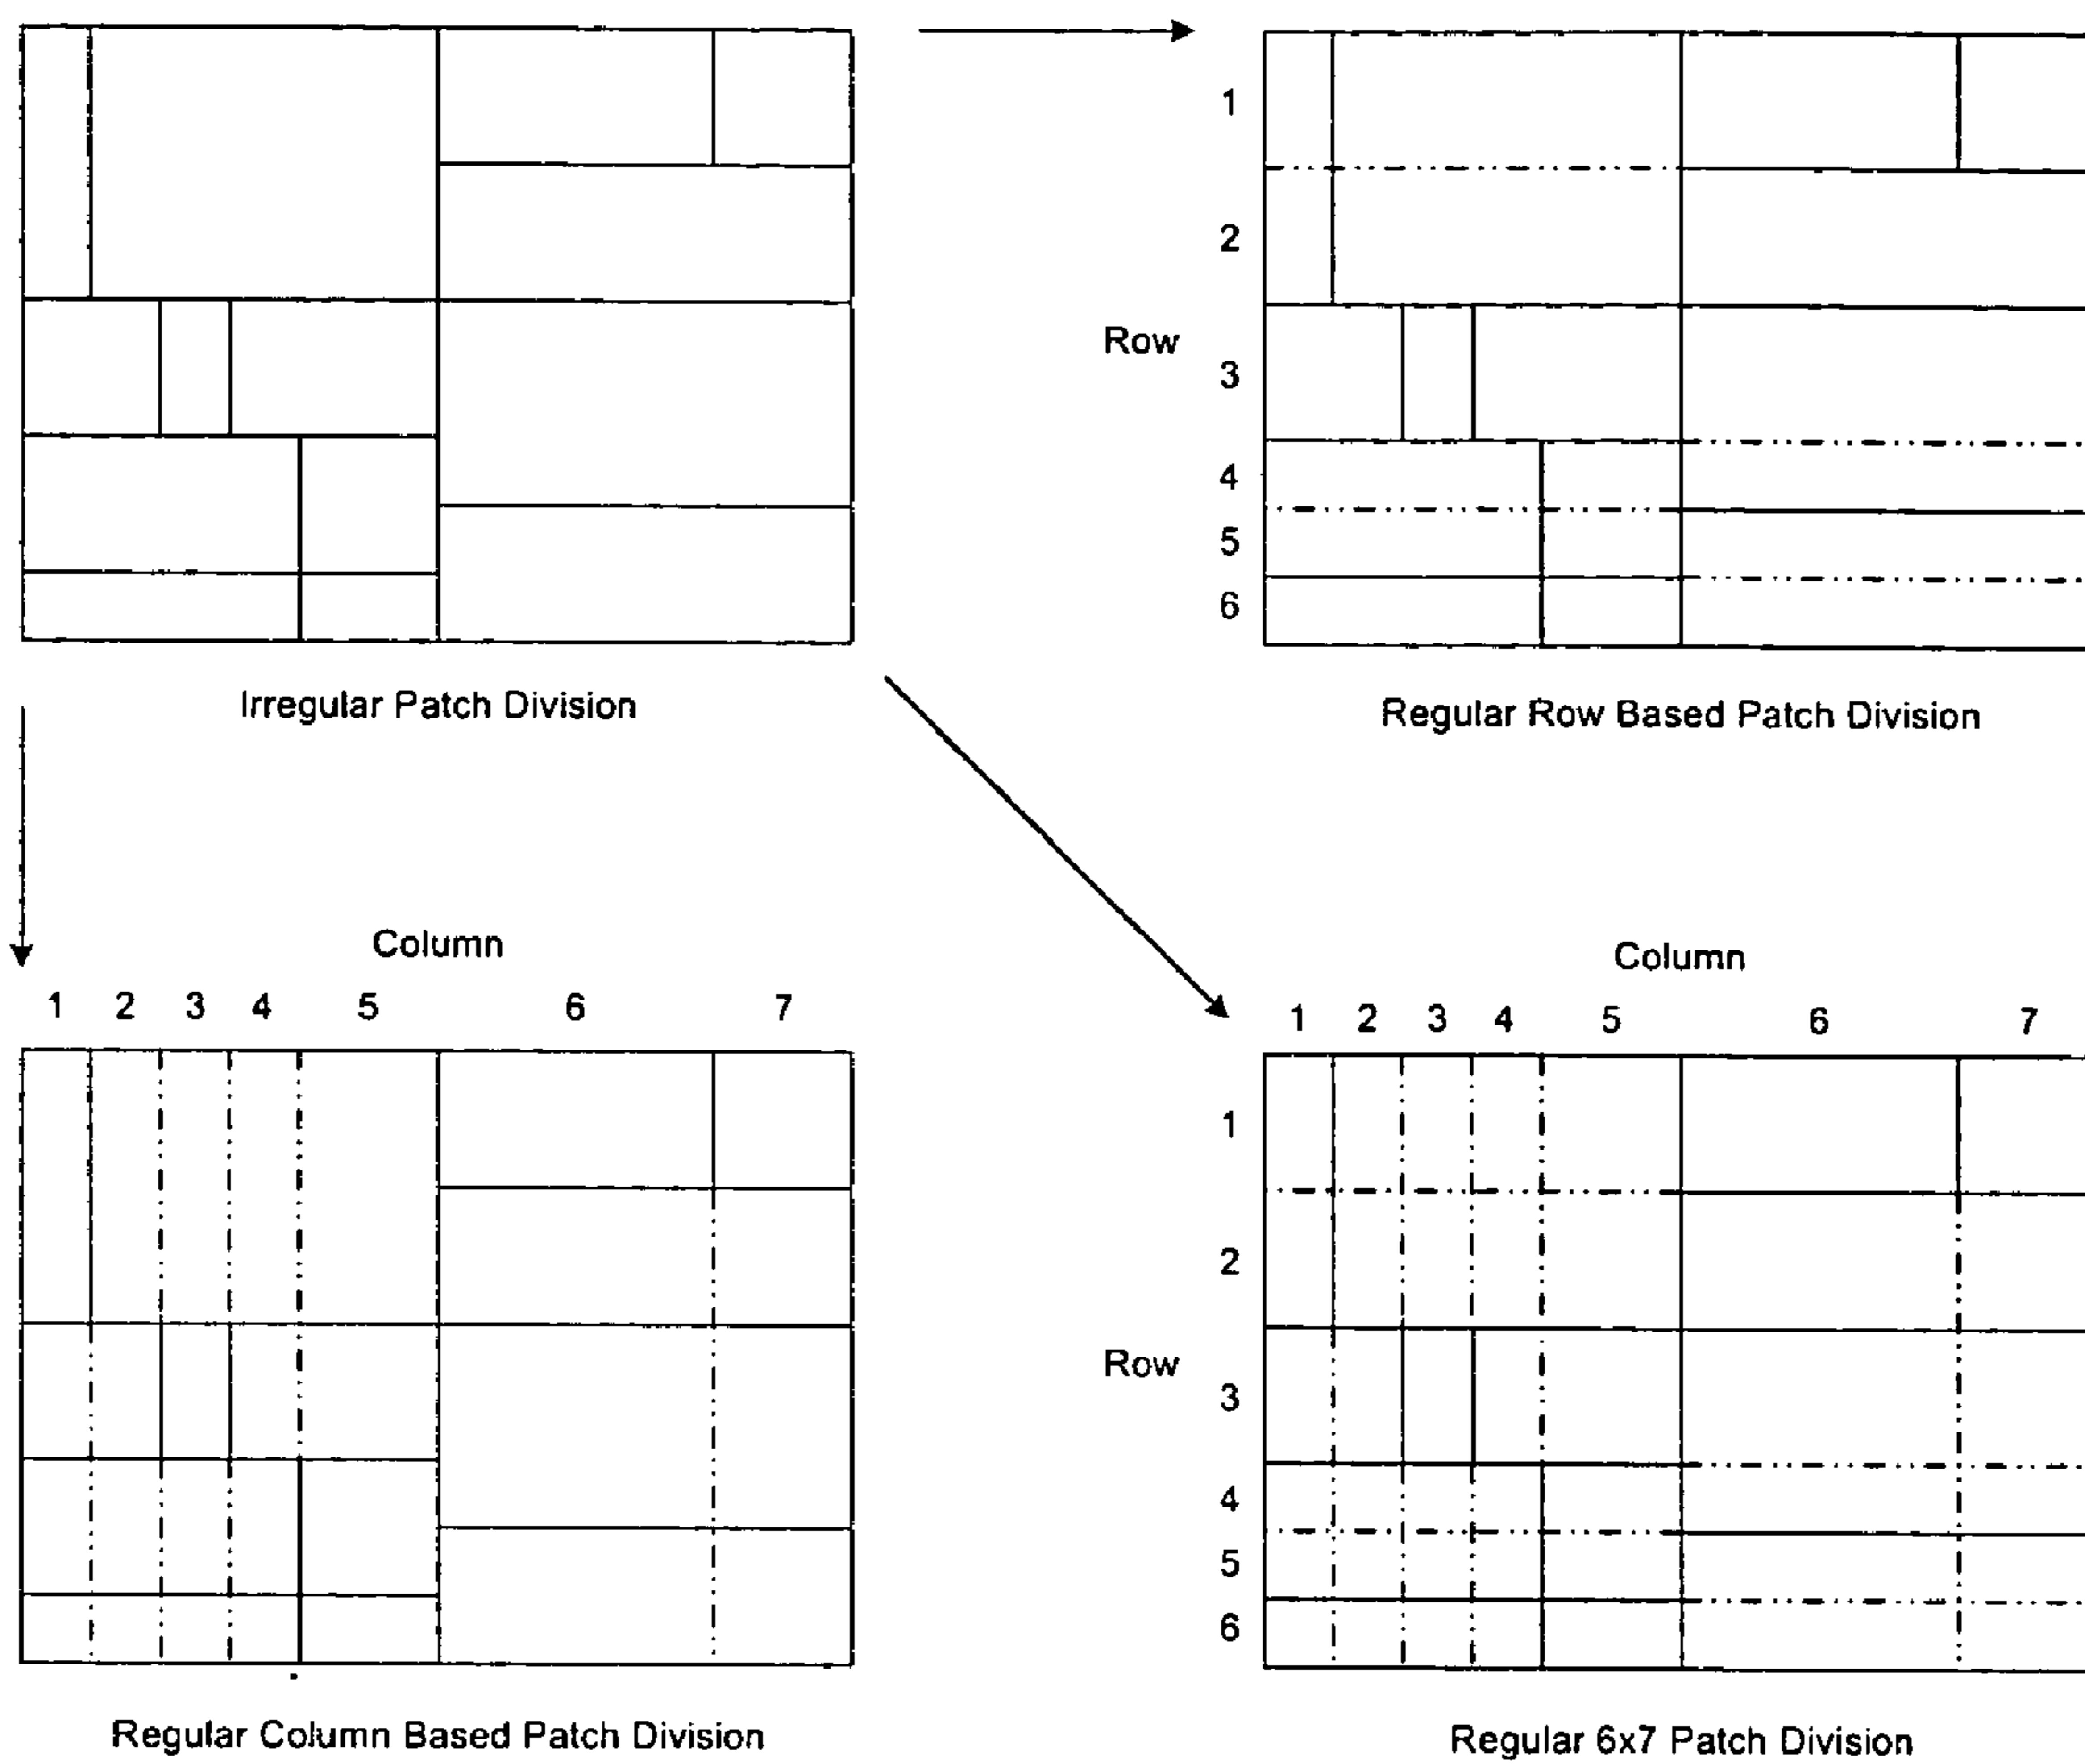 1
2
Row
3
4
5
6
Irregular Patch Division
Regular Row Based Patch Division
Column
1 2 3 4 5 6 7
Column
1 2 3 4 5 6 7
1
2
Row
3
4
5
6
Regular Column Based Patch Division
Regular 6x7 Patch Division